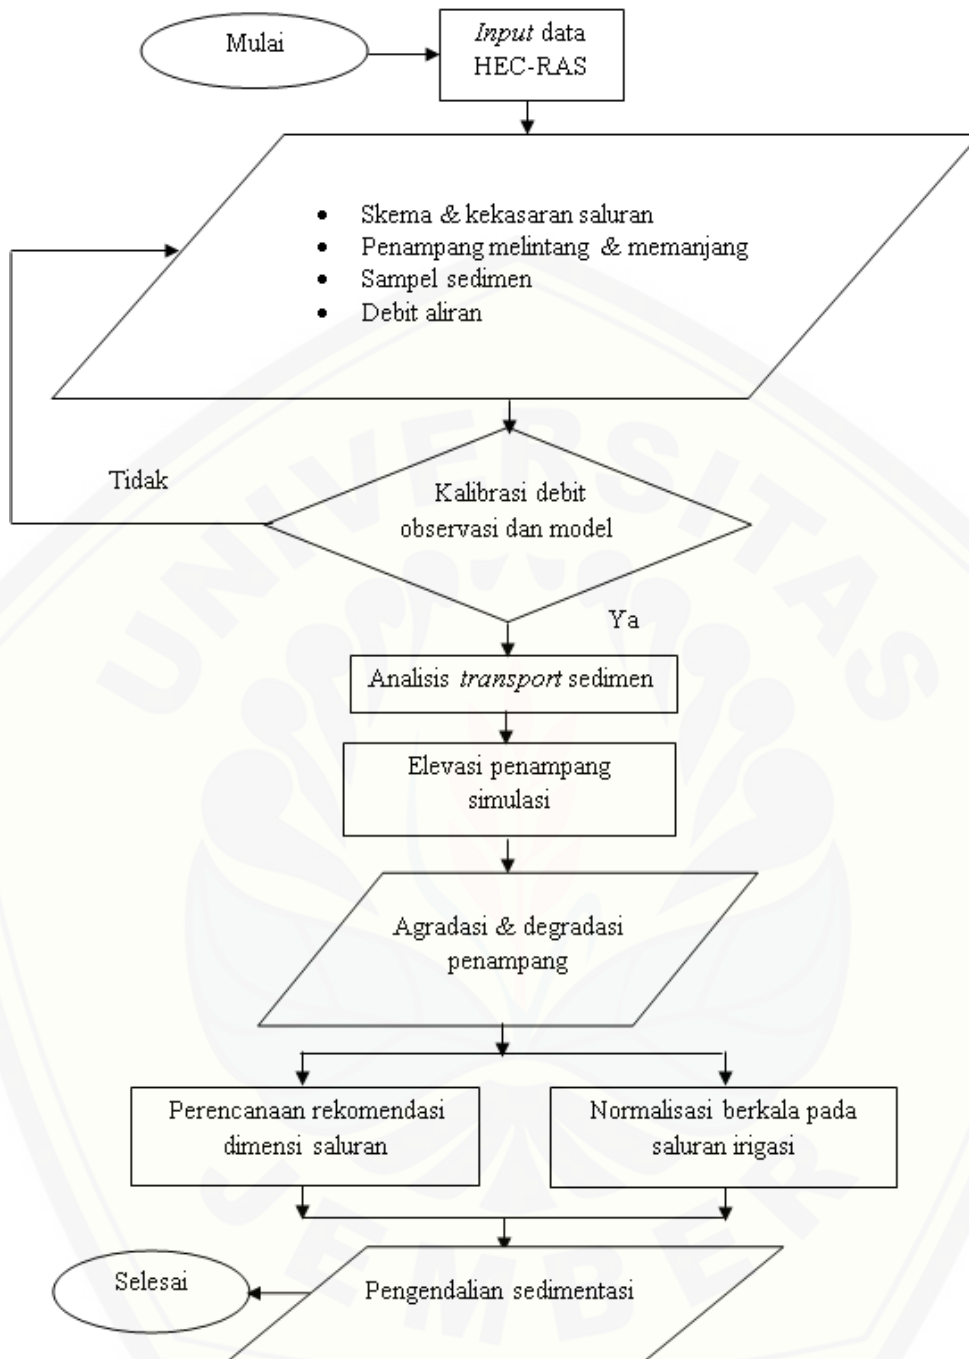 Mulai
Input data
HEC-RAS
• Skema & kekasaran saluran
• Penampang melintang & memanjang
• Sampel sedimen
• Debit aliran
Tidak
Kalibrasi debit
observasi dan model
Ya
Analisis transport sedimen
Elevasi penampang
simulasi
Agradasi & degradasi
penampang
Perencanaan rekomendasi
dimensi saluran
Normalisasi berkala pada
saluran irigasi
Selesai
Pengendalian sedimentasi
UNIVERSITAS
JEMBER